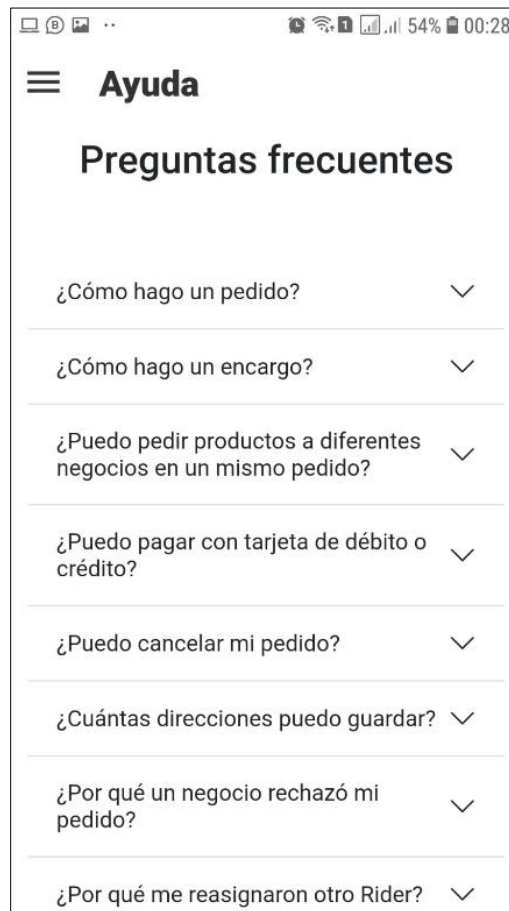 54% 00:28
Ayuda
Preguntas frecuentes
¿Cómo hago un pedido?
¿Cómo hago un encargo?
¿Puedo pedir productos a diferentes
negocios en un mismo pedido?
¿Puedo pagar con tarjeta de débito o
crédito?
¿Puedo cancelar mi pedido?
¿Cuántas direcciones puedo guardar?
¿Por qué un negocio rechazó mi
pedido?
¿Por qué me reasignaron otro Rider?